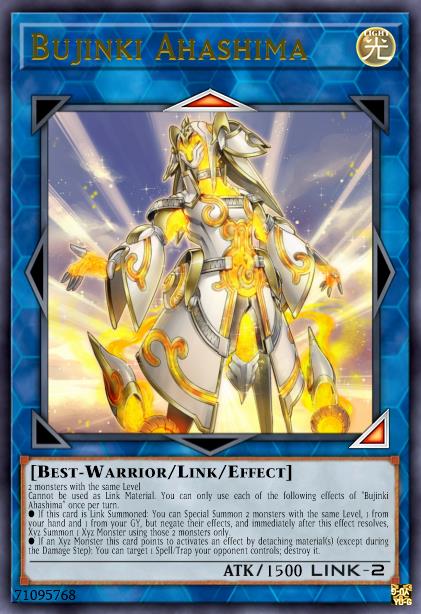 BUJINKI AHASHIMA
LIGHT
光
[BEST-WARRIOR/LINK/EFFECT]
2 monsters with the same Level
Cannot be used as Link Material. You can only use each of the following effects of "Bujinki
Ahashima" once per turn.
● If this card is Link Summoned: You can Special Summon 2 monsters with the same Level, 1 from
your hand and 1 from your GY, but negate their effects, and immediately after this effect resolves,
Xyz Summon 1 Xyz Monster using those 2 monsters only.
● If an Xyz Monster this card points to activates an effect by detaching material(s) (except during
the Damage Step): You can target 1 Spell/Trap your opponent controls; destroy it.
ATK/1500 LINK-2
71095768